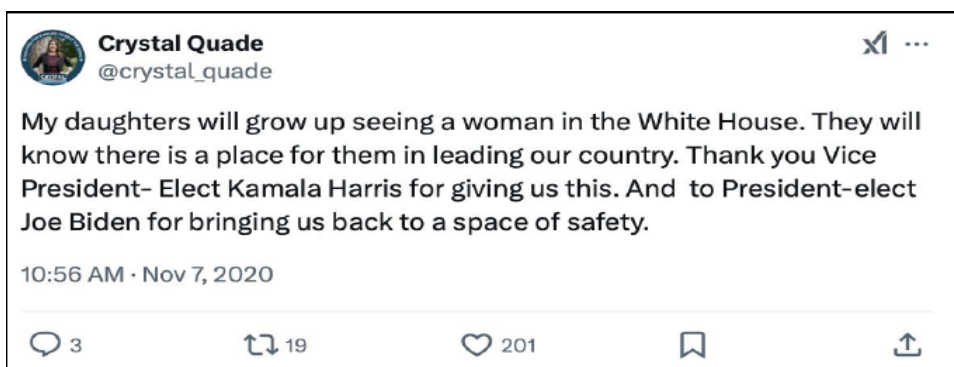 Crystal Quade
@crystal_quade
My daughters will grow up seeing a woman in the White House. They will
know there is a place for them in leading our country. Thank you Vice
President- Elect Kamala Harris for giving us this. And  to President-elect
Joe Biden for bringing us back to a space of safety.
10:56 AM · Nov 7, 2020
3 19 201